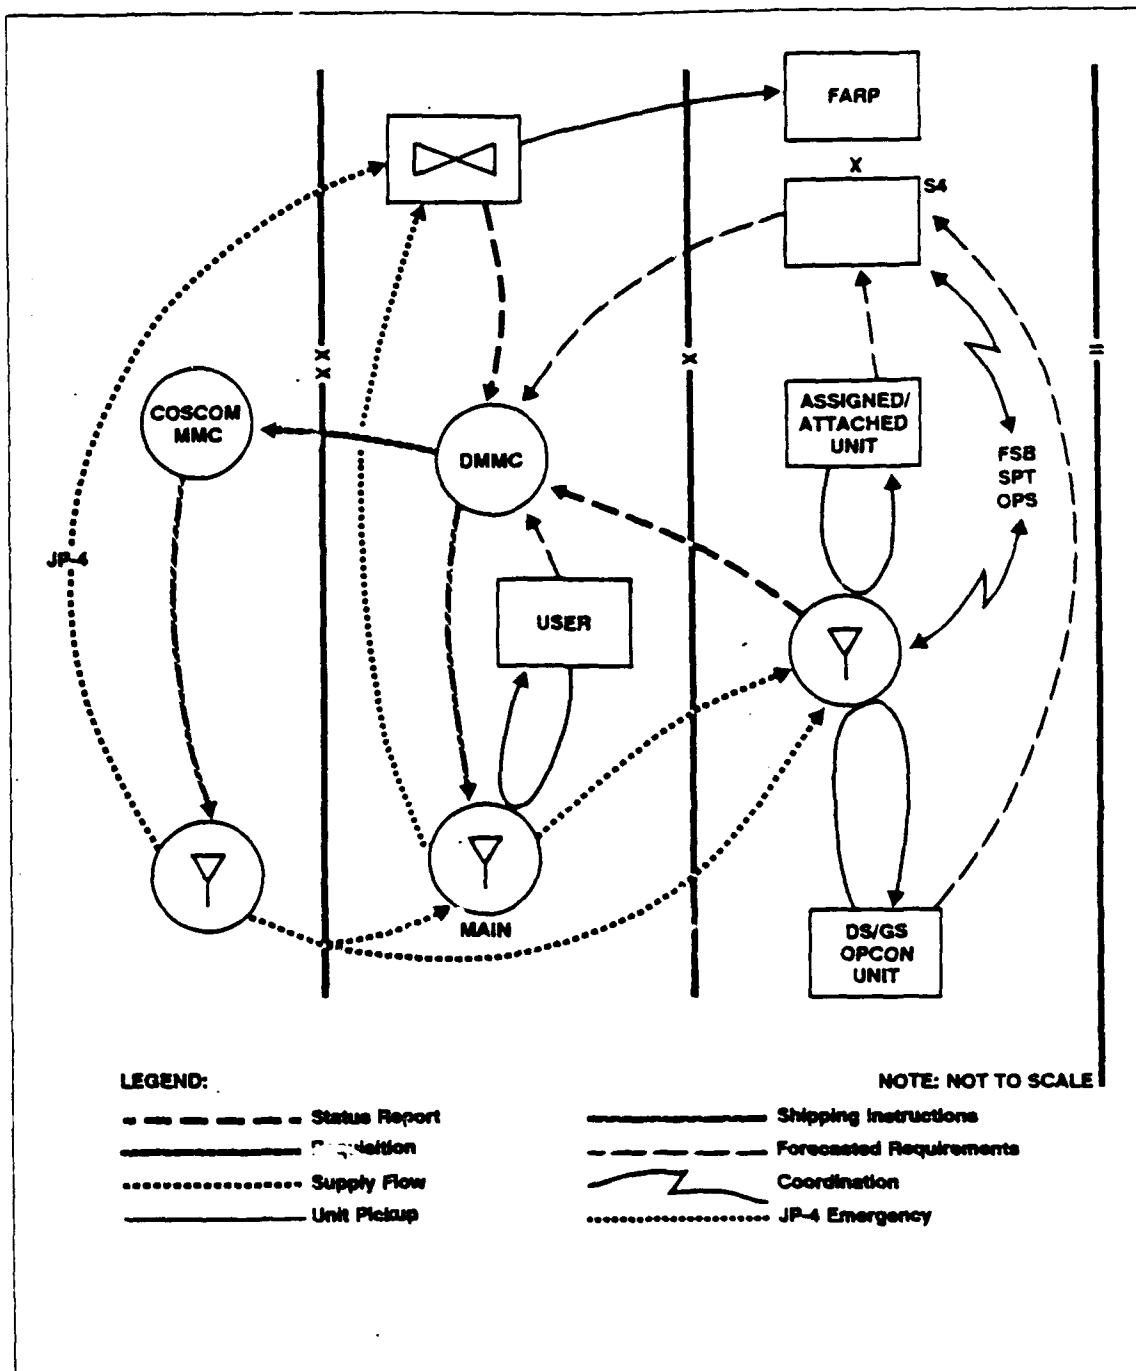 FARP
X
S4
XX
X
II
COSCOM
MMC
DMMC
ASSIGNED/
ATTACHED
UNIT
FSB
SPT
OPS
JP-4
USER
MAIN
DS/GS
OPCON
UNIT
LEGEND:
NOTE: NOT TO SCALE
Status Report
Shipping Instructions
Forecasted Requirements
Supply Flow
Coordination
Unit Pickup
JP-4 Emergency